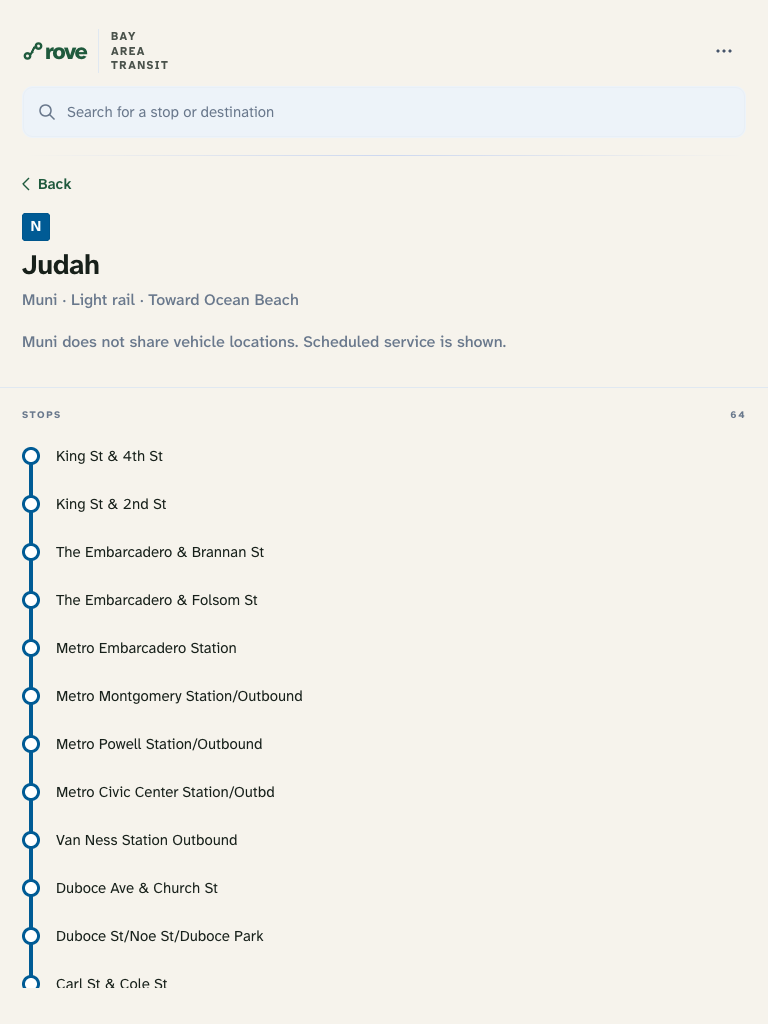 rove
BAY
AREA
TRANSIT
Search for a stop or destination
Back
N
Judah
Muni · Light rail · Toward Ocean Beach
Muni does not share vehicle locations. Scheduled service is shown.
STOPS 64
King St & 4th St
King St & 2nd St
The Embarcadero & Brannan St
The Embarcadero & Folsom St
Metro Embarcadero Station
Metro Montgomery Station/Outbound
Metro Powell Station/Outbound
Metro Civic Center Station/Outbd
Van Ness Station Outbound
Duboce Ave & Church St
Duboce St/Noe St/Duboce Park
Carl St & Cole St